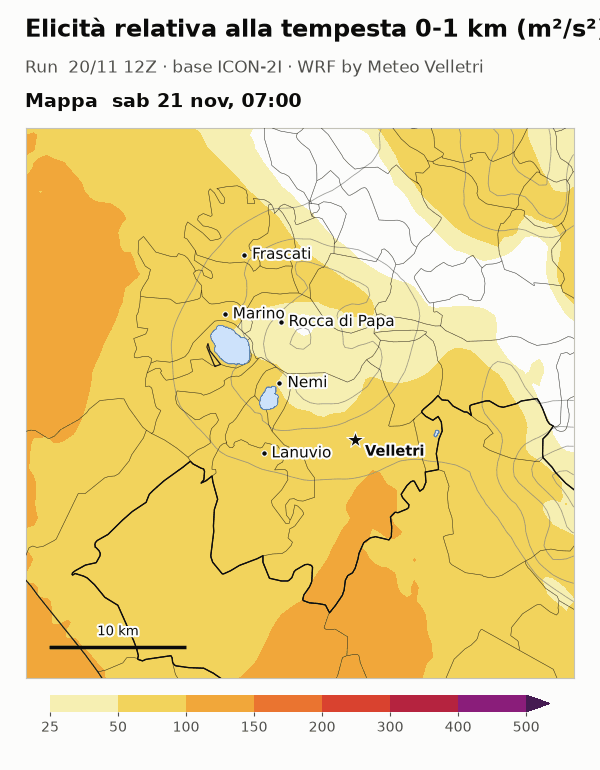 Elicità relativa alla tempesta 0-1 km (m²/s²)
Run 20/11 12Z · base ICON-2I · WRF by Meteo Velletri
Mappa sab 21 nov, 07:00
Frascati
Marino
Rocca di Papa
Nemi
Velletri
Lanuvio
10 km
25 50 100 150 200 300 400 500